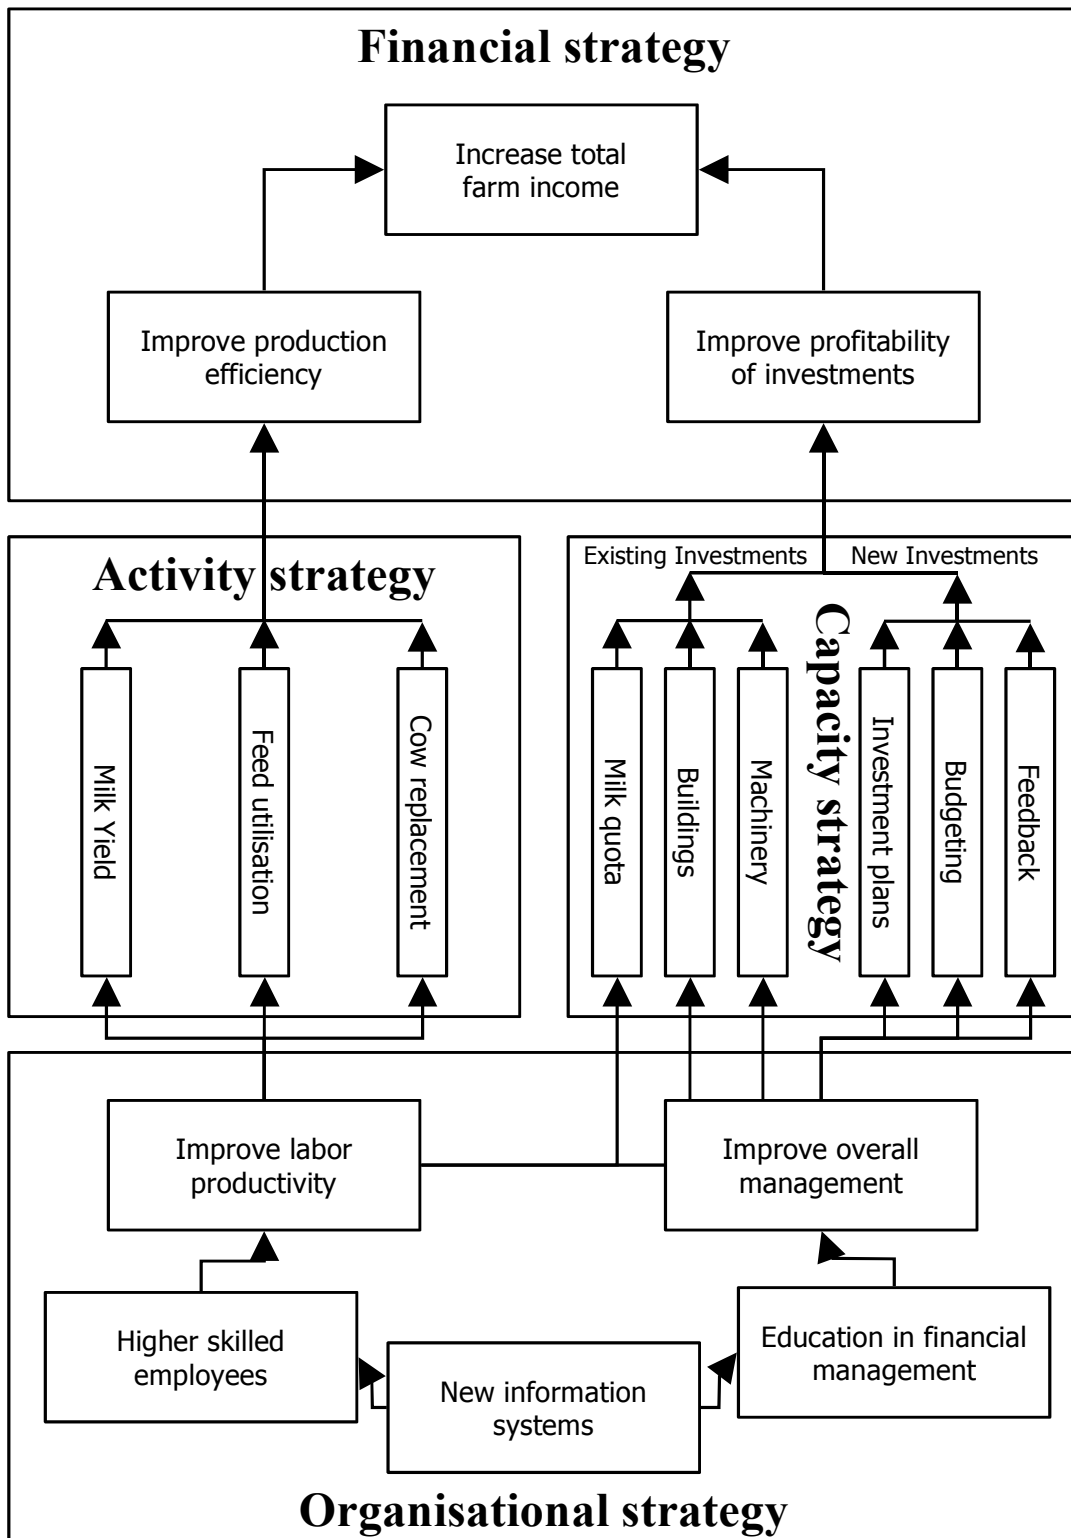 Financial strategy
Increase total
farm income
Improve production
efficiency
Improve profitability
of investments
Activity strategy
Existing Investments
New Investments
Capacity strategy
Milk Yield
Feed utilisation
Cow replacement
Milk quota
Buildings
Machinery
Investment plans
Budgeting
Feedback
Improve labor
productivity
Improve overall
management
Higher skilled
employees
New information
systems
Education in financial
management
Organisational strategy